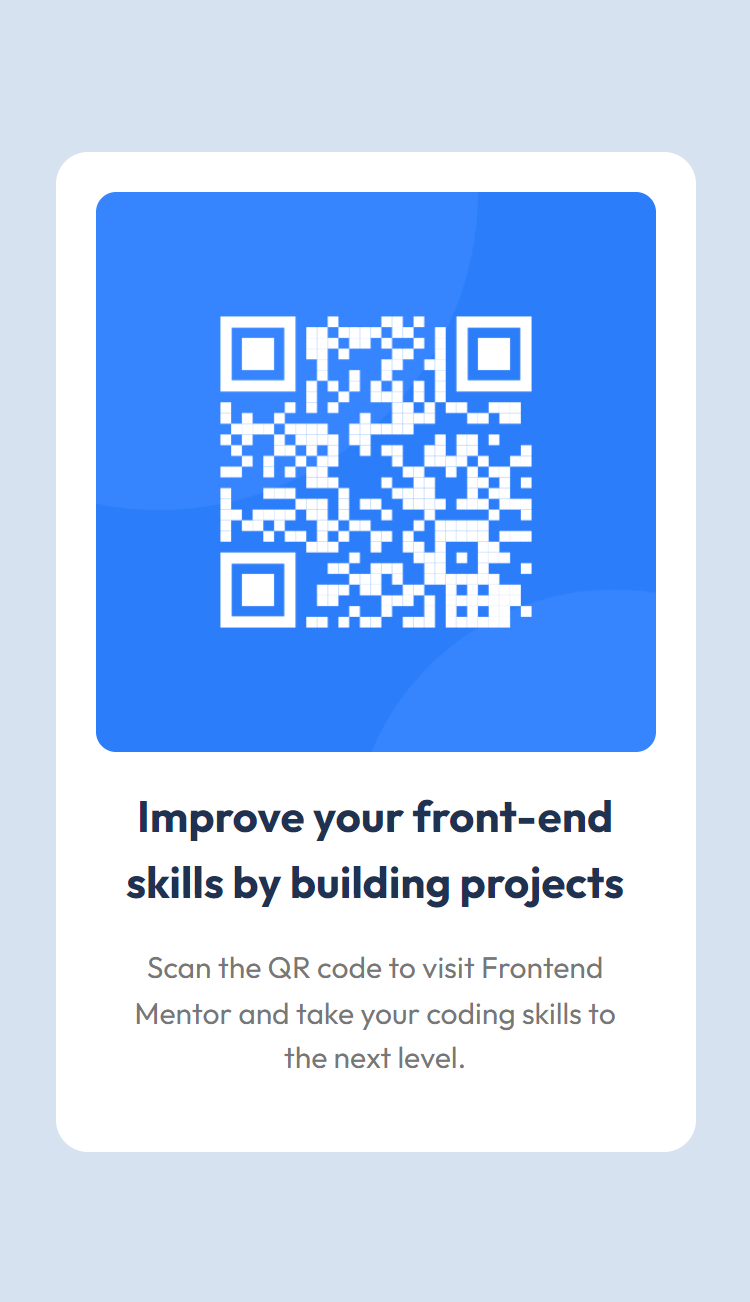 Improve your front-end
skills by building projects
Scan the QR code to visit Frontend
Mentor and take your coding skills to
the next level.